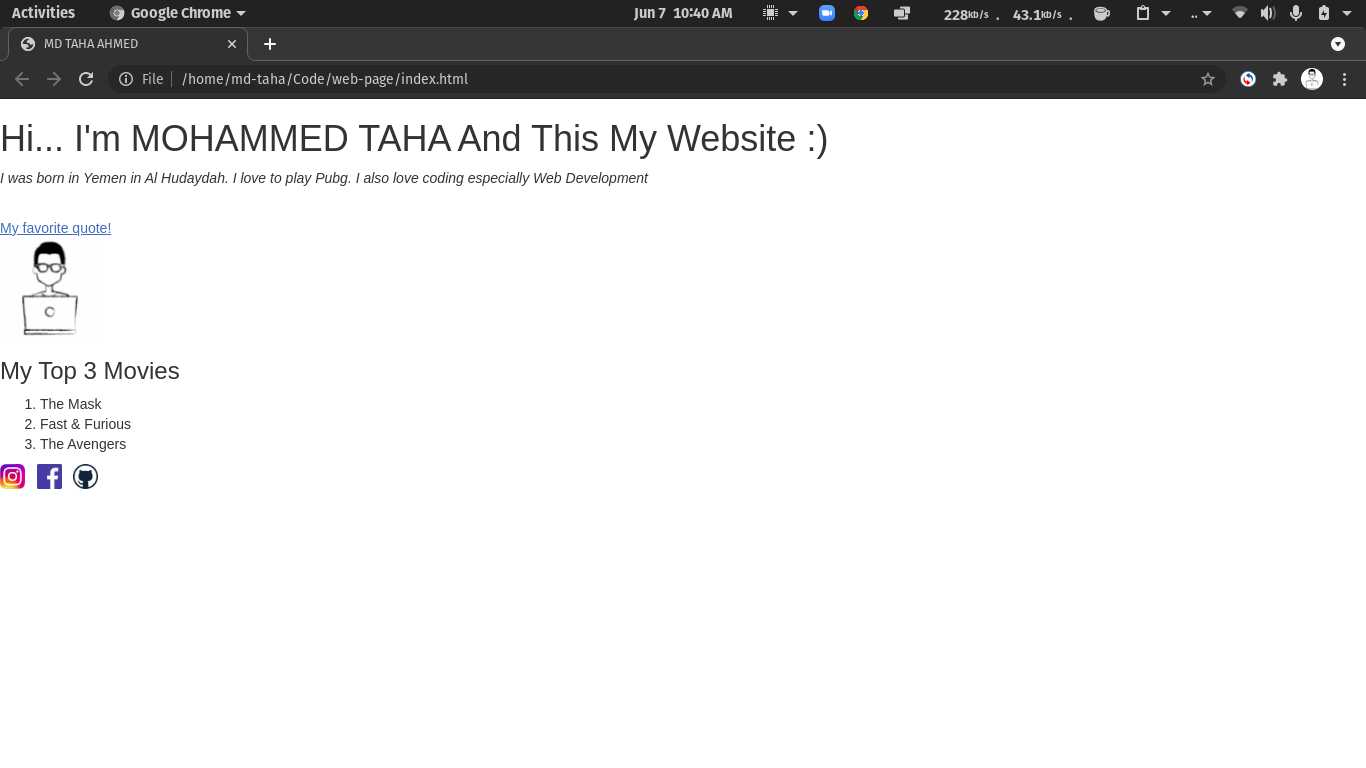 Activities Google Chrome Jun 7 10:40 AM 228kb/s . 43.1kb/s . ..
MD TAHA AHMED
File /home/md-taha/Code/web-page/index.html
Hi... I'm MOHAMMED TAHA And This My Website :)
I was born in Yemen in Al Hudaydah. I love to play Pubg. I also love coding especially Web Development
My favorite quote!
My Top 3 Movies
1. The Mask
2. Fast & Furious
3. The Avengers